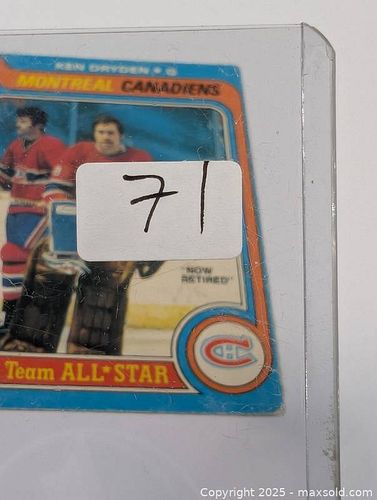 KEN DRYDEN • G
MONTREAL CANADIENS
71
"NOW
RETIRED"
Team ALL★STAR
Copyright © 2025 - maxsold.com